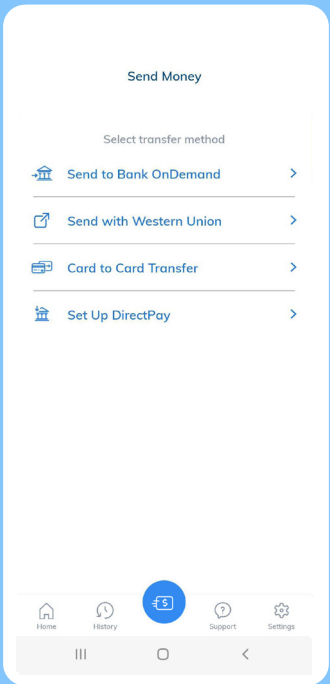 Send Money
Select transfer method
Send to Bank OnDemand
Send with Western Union
Card to Card Transfer
Set Up DirectPay
$
?
Home
History
Support
Settings